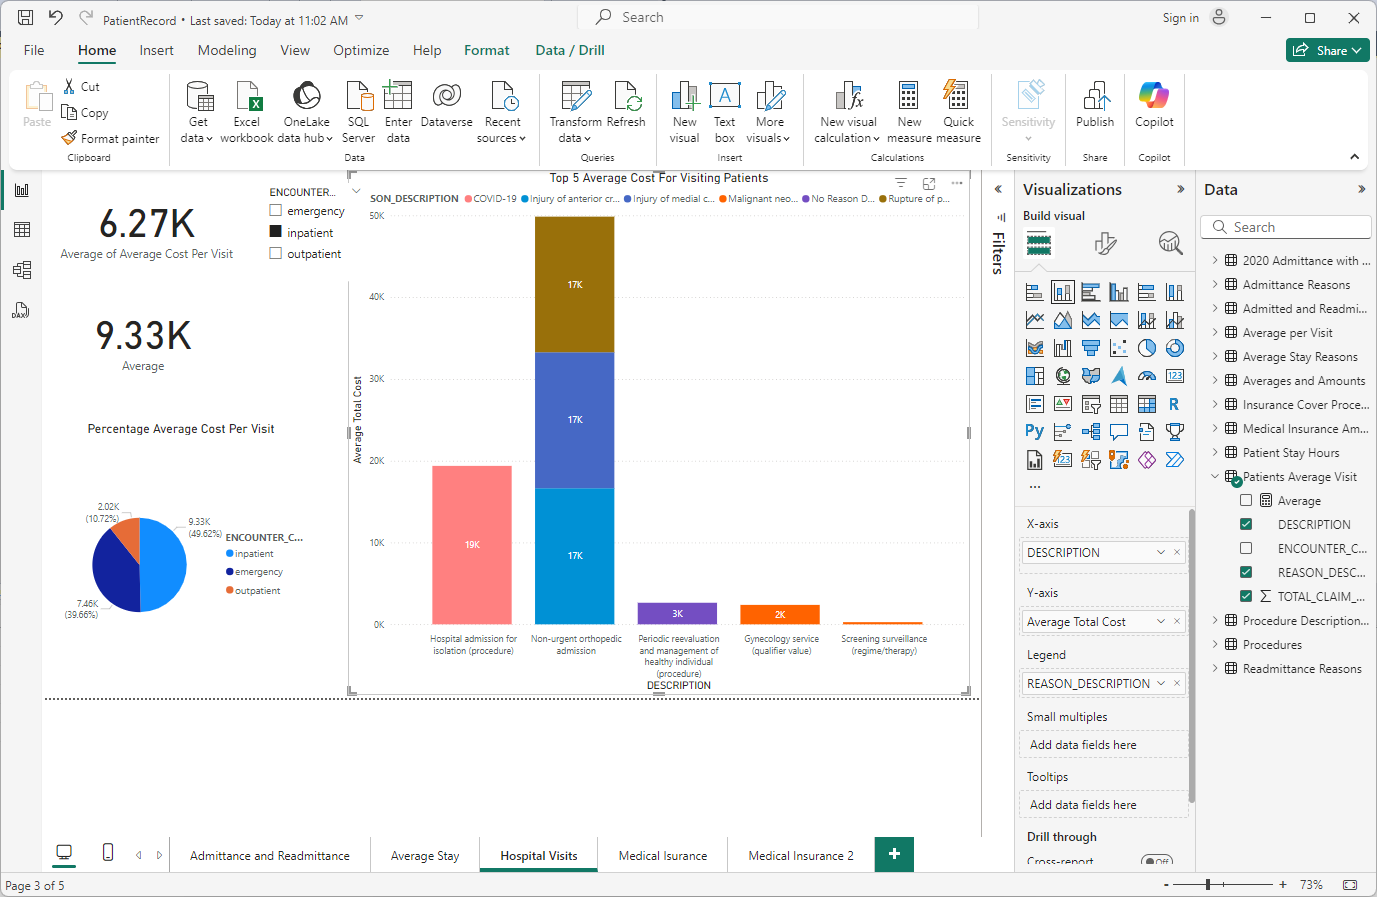 PatientRecord • Last saved: Today at 11:02 AM
Search
Sign in
File
Home
Insert
Modeling
View
Optimize
Help
Format
Data / Drill
Share
Paste
Cut
Copy
Format painter
Clipboard
Get
data
Excel
workbook
OneLake
data hub
SQL
Server
Enter
data
Dataverse
Recent
sources
Data
Transform
data
Refresh
Queries
New
visual
Text
box
More
visuals
Insert
New visual
calculation
New
measure
Quick
measure
Calculations
Sensitivity
Sensitivity
Publish
Share
Copilot
Copilot
6.27K
Average of Average Cost Per Visit
ENCOUNTER...
emergency
inpatient
outpatient
9.33K
Average
Percentage Average Cost Per Visit
2.02K
(10.72%)
9.33K
(49.62%)
7.46K
(39.66%)
ENCOUNTER_C...
inpatient
emergency
outpatient
Top 5 Average Cost For Visiting Patients
SON_DESCRIPTION
COVID-19
Injury of anterior cr...
Injury of medial c...
Malignant neo...
No Reason D...
Rupture of p...
Average Total Cost
50K
40K
30K
20K
10K
0K
19K
17K
17K
17K
3K
2K
Hospital admission for
isolation (procedure)
Non-urgent orthopedic
admission
Periodic reevaluation
and management of
healthy individual
(procedure)
Gynecology service
(qualifier value)
Screening surveillance
(regime/therapy)
DESCRIPTION
Filters
Visualizations
Build visual
123
R
Py
123
...
X-axis
DESCRIPTION
Y-axis
Average Total Cost
Legend
REASON_DESCRIPTION
Small multiples
Add data fields here
Tooltips
Add data fields here
Drill through
Cross-report
Off
Data
Search
2020 Admittance with ...
Admittance Reasons
Admitted and Readmi...
Average per Visit
Average Stay Reasons
Averages and Amounts
Insurance Cover Proce...
Medical Insurance Am...
Patient Stay Hours
Patients Average Visit
Average
DESCRIPTION
ENCOUNTER_C...
REASON_DESC...
TOTAL_CLAIM_...
Procedure Description...
Procedures
Readmittance Reasons
DAX
Admittance and Readmittance
Average Stay
Hospital Visits
Medical Isurance
Medical Insurance 2
+
Page 3 of 5
- + 73%